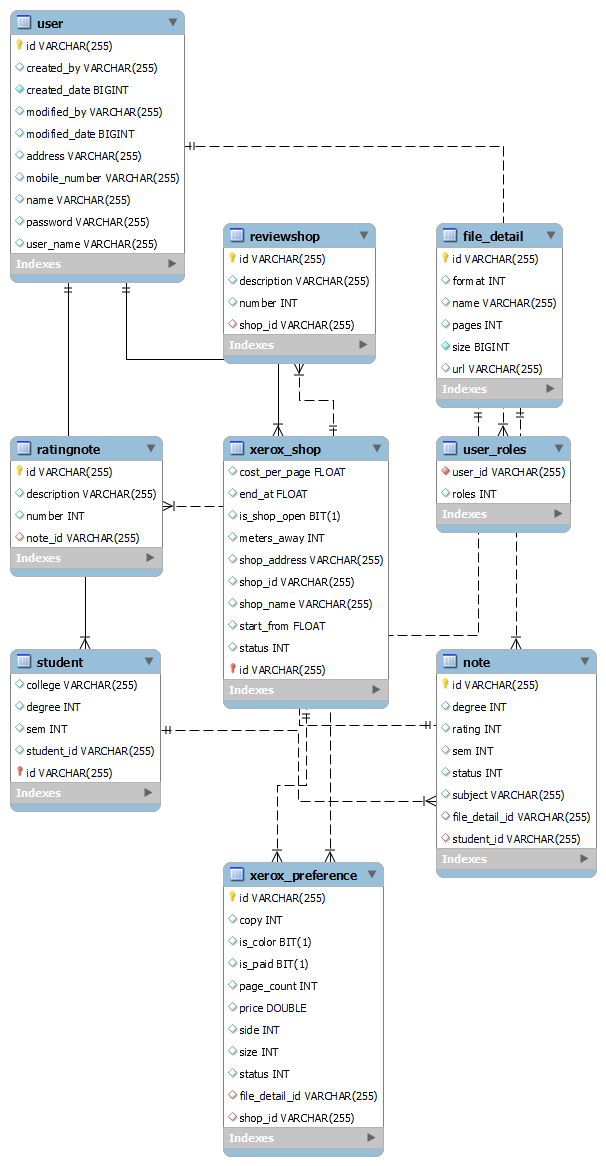 user
id VARCHAR(255)
created_by VARCHAR(255)
created_date BIGINT
modified_by VARCHAR(255)
modified_date BIGINT
address VARCHAR(255)
mobile_number VARCHAR(255)
name VARCHAR(255)
password VARCHAR(255)
user_name VARCHAR(255)
Indexes
reviewshop
id VARCHAR(255)
description VARCHAR(255)
number INT
shop_id VARCHAR(255)
Indexes
file_detail
id VARCHAR(255)
format INT
name VARCHAR(255)
pages INT
size BIGINT
url VARCHAR(255)
Indexes
ratingnote
id VARCHAR(255)
description VARCHAR(255)
number INT
note_id VARCHAR(255)
Indexes
xerox_shop
cost_per_page FLOAT
end_at FLOAT
is_shop_open BIT(1)
meters_away INT
shop_address VARCHAR(255)
shop_id VARCHAR(255)
shop_name VARCHAR(255)
start_from FLOAT
status INT
id VARCHAR(255)
Indexes
user_roles
user_id VARCHAR(255)
roles INT
Indexes
student
college VARCHAR(255)
degree INT
sem INT
student_id VARCHAR(255)
id VARCHAR(255)
Indexes
note
id VARCHAR(255)
degree INT
rating INT
sem INT
status INT
subject VARCHAR(255)
file_detail_id VARCHAR(255)
student_id VARCHAR(255)
Indexes
xerox_preference
id VARCHAR(255)
copy INT
is_color BIT(1)
is_paid BIT(1)
page_count INT
price DOUBLE
side INT
size INT
status INT
file_detail_id VARCHAR(255)
shop_id VARCHAR(255)
Indexes